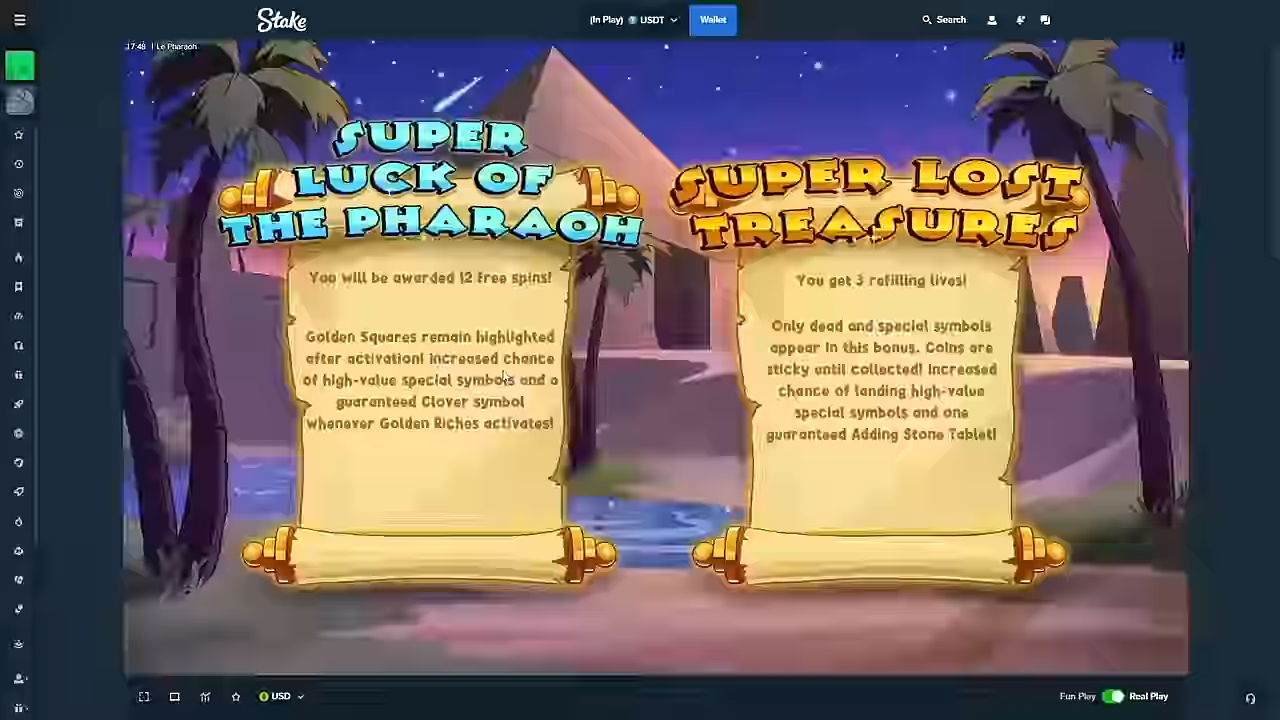 Stake
(In Play) USDT
Wallet
Search
17:48 | Le Pharaoh
SUPER
LUCK OF
THE PHARAOH
You will be awarded 12 free spins!
Golden Squares remain highlighted
after activation! Increased chance
of high-value special symbols and a
guaranteed Clover symbol
whenever Golden Riches activates!
SUPER LOST
TREASURES
You get 3 refilling lives!
Only dead and special symbols
appear in this bonus. Coins are
sticky until collected! Increased
chance of landing high-value
special symbols and one
guaranteed Adding Stone Tablet!
USD
Fun Play
Real Play